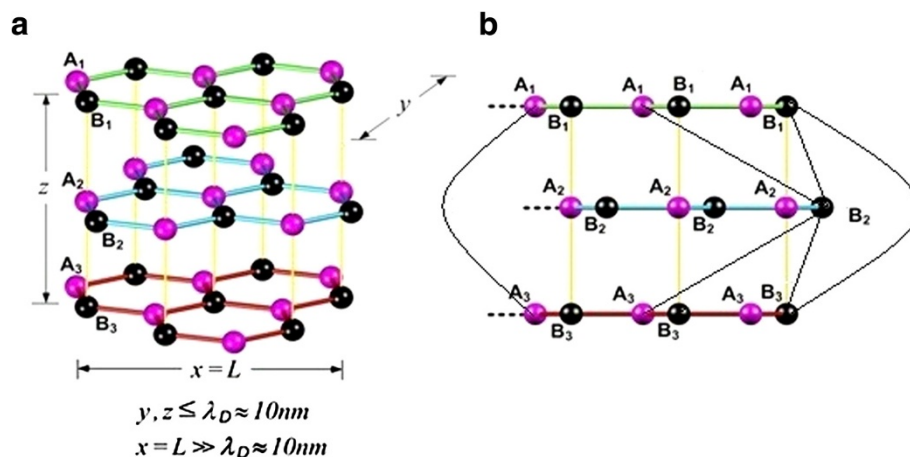 a
A1
B1
y
z
A2
B2
A3
B3
x = L
y, z ≤ λD ≈ 10nm
x = L ≫ λD ≈ 10nm
b
A1 A1 B1 A1
B1 B1
A2 A2 A2
B2 B2 B2
A3 A3 B3
B3 B3